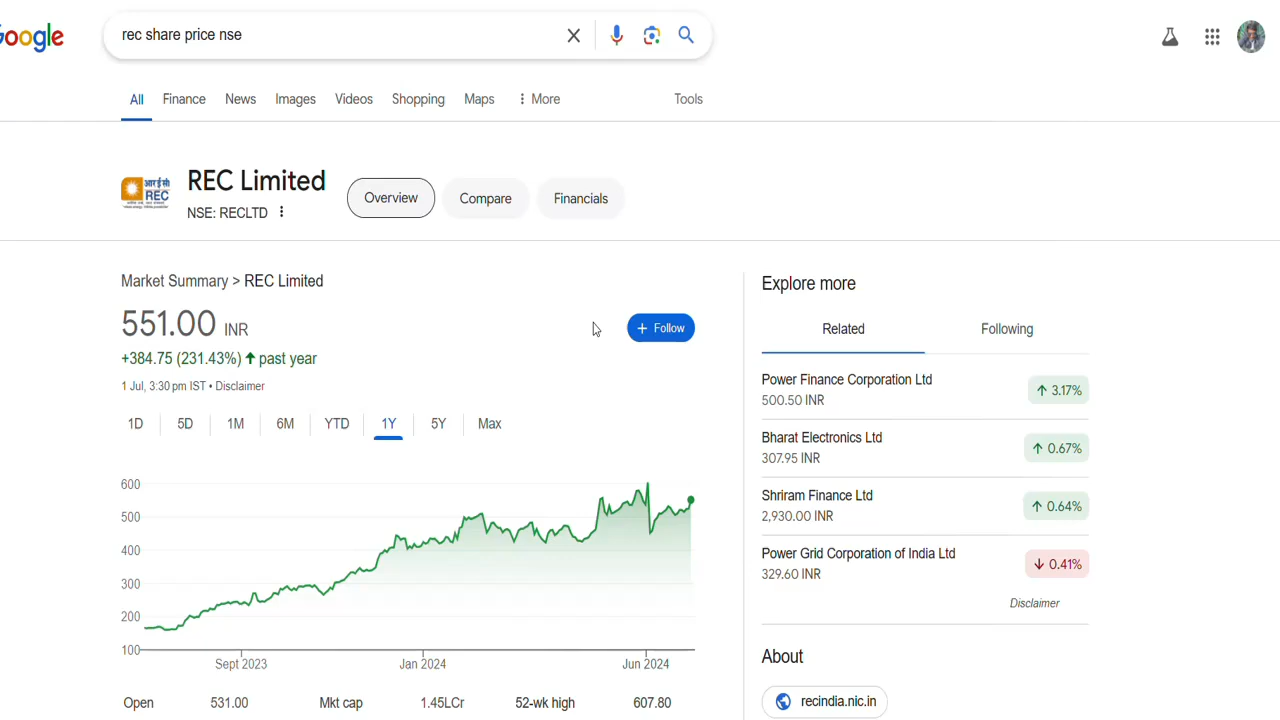 Google
rec share price nse
All Finance News Images Videos Shopping Maps More Tools
आर ई सी
REC
REC Limited
NSE: RECLTD
Overview Compare Financials
Market Summary > REC Limited
551.00 INR
+ Follow
+384.75 (231.43%) ↑ past year
1 Jul, 3:30 pm IST • Disclaimer
1D 5D 1M 6M YTD 1Y 5Y Max
600
500
400
300
200
100
Sept 2023 Jan 2024 Jun 2024
Open 531.00 Mkt cap 1.45LCr 52-wk high 607.80
Explore more
Related Following
Power Finance Corporation Ltd
500.50 INR
↑ 3.17%
Bharat Electronics Ltd
307.95 INR
↑ 0.67%
Shriram Finance Ltd
2,930.00 INR
↑ 0.64%
Power Grid Corporation of India Ltd
329.60 INR
↓ 0.41%
Disclaimer
About
recindia.nic.in